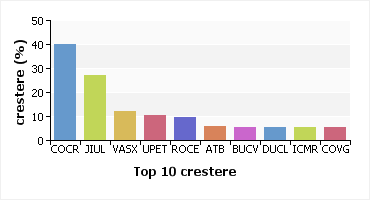 crestere (%)
50
40
30
20
10
0
COCR JIUL VASX UPET ROCE ATB BUCV DUCL ICMR COVG
Top 10 crestere